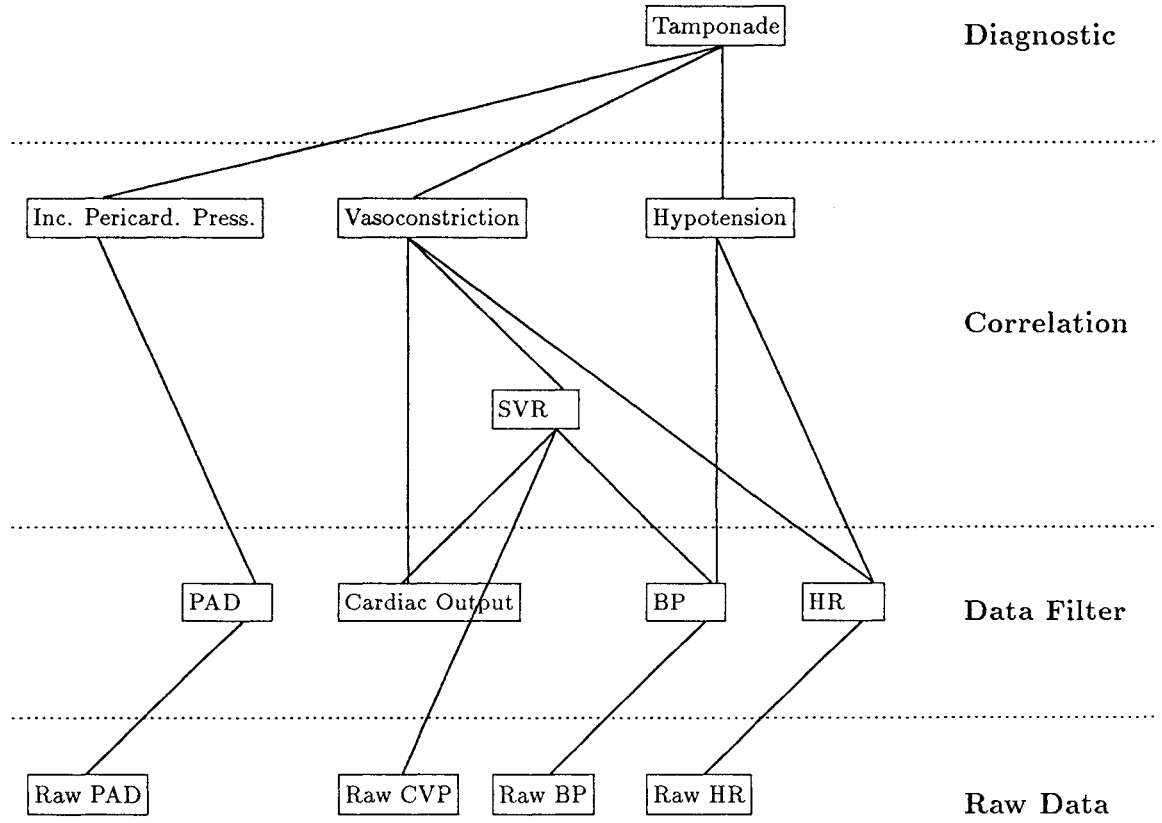 Tamponade
Diagnostic
Inc. Pericard. Press.
Vasoconstriction
Hypotension
Correlation
SVR
PAD
Cardiac Output
BP
HR
Data Filter
Raw PAD
Raw CVP
Raw BP
Raw HR
Raw Data